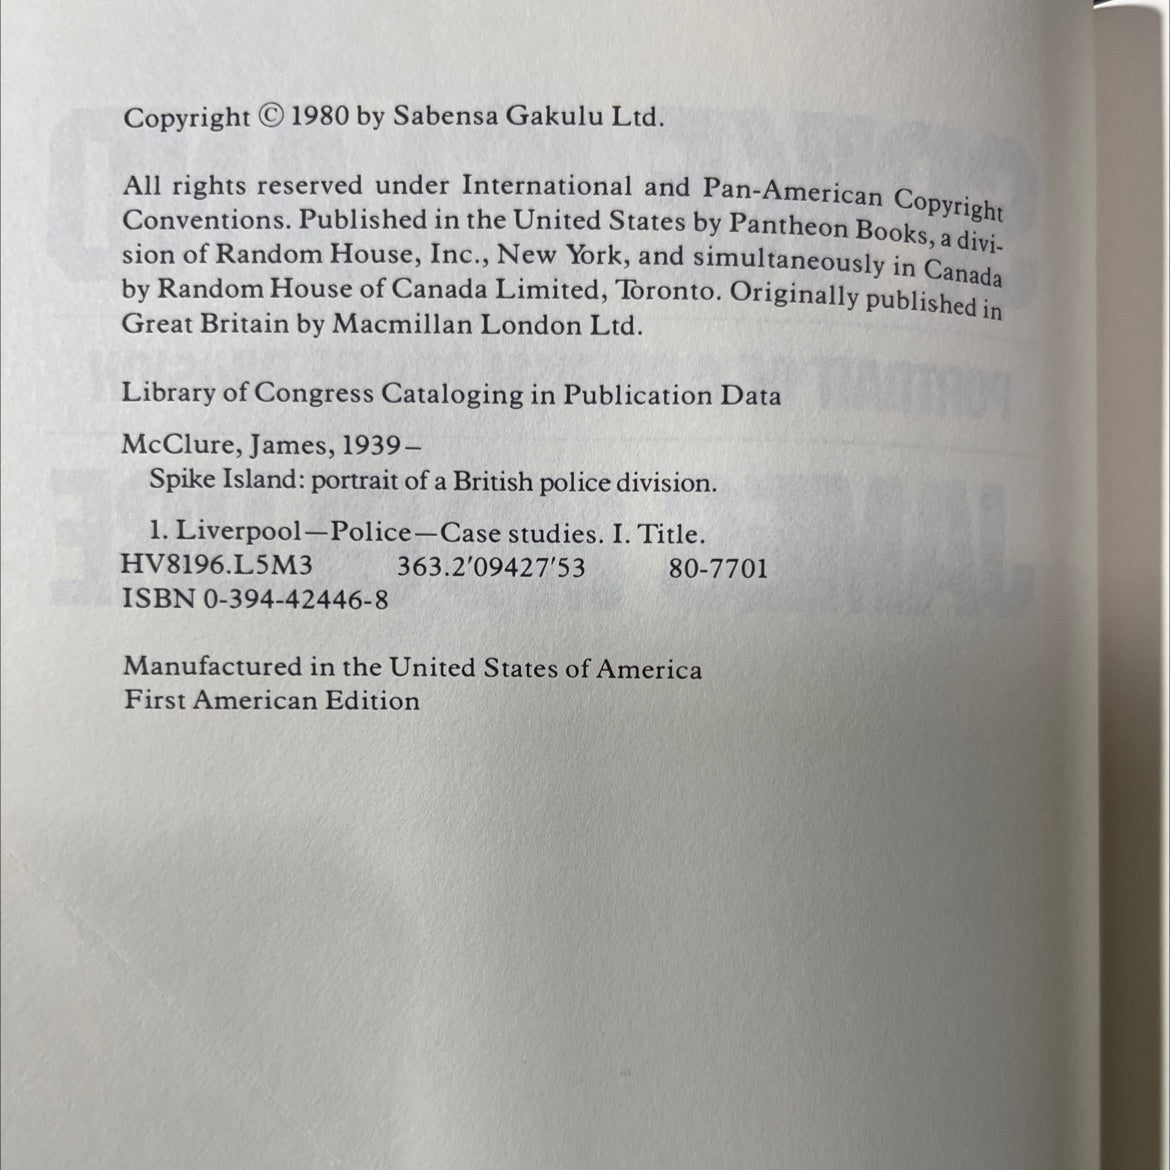 Copyright © 1980 by Sabensa Gakulu Ltd.
All rights reserved under International and Pan-American Copyright
Conventions. Published in the United States by Pantheon Books, a divi-
sion of Random House, Inc., New York, and simultaneously in Canada
by Random House of Canada Limited, Toronto. Originally published in
Great Britain by Macmillan London Ltd.
Library of Congress Cataloging in Publication Data
McClure, James, 1939–
Spike Island: portrait of a British police division.
1. Liverpool—Police—Case studies. I. Title.
HV8196.L5M3 363.2'09427'53 80-7701
ISBN 0-394-42446-8
Manufactured in the United States of America
First American Edition